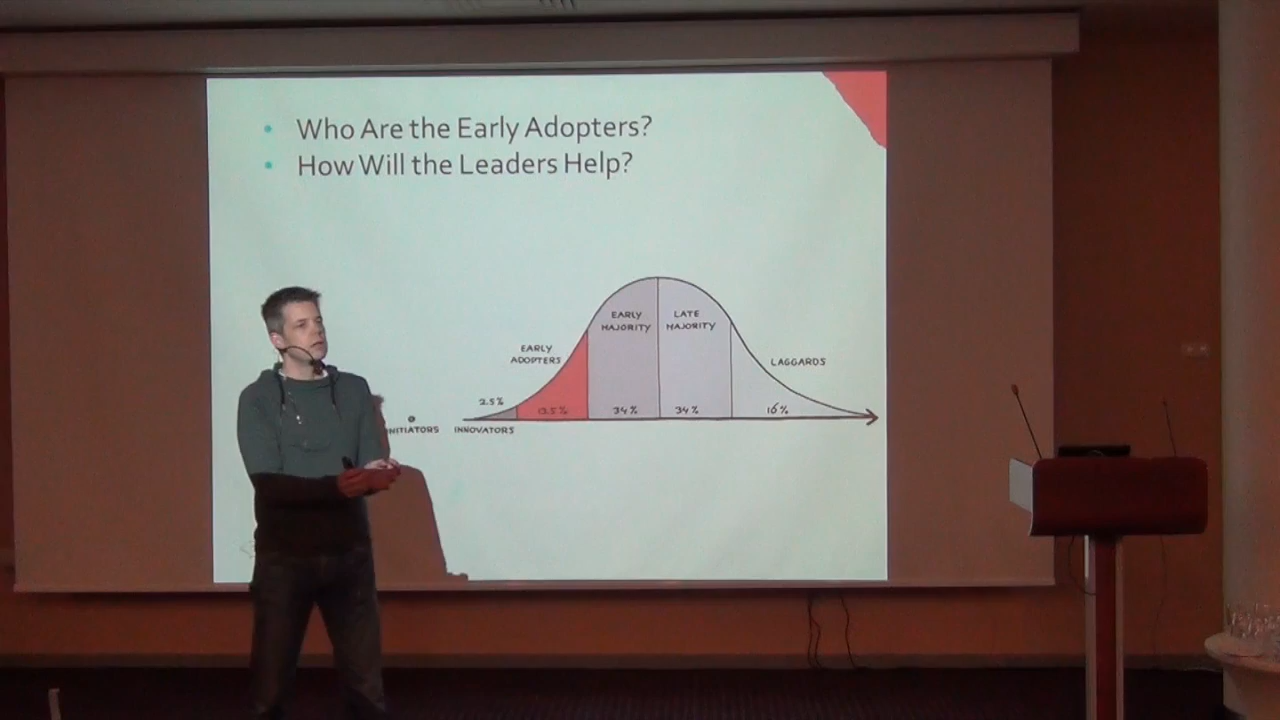 Who Are the Early Adopters?
How Will the Leaders Help?
EARLY
MAJORITY
LATE
MAJORITY
EARLY
ADOPTERS
LAGGARDS
2.5%
13.5%
34%
34%
16%
INITIATORS
INNOVATORS